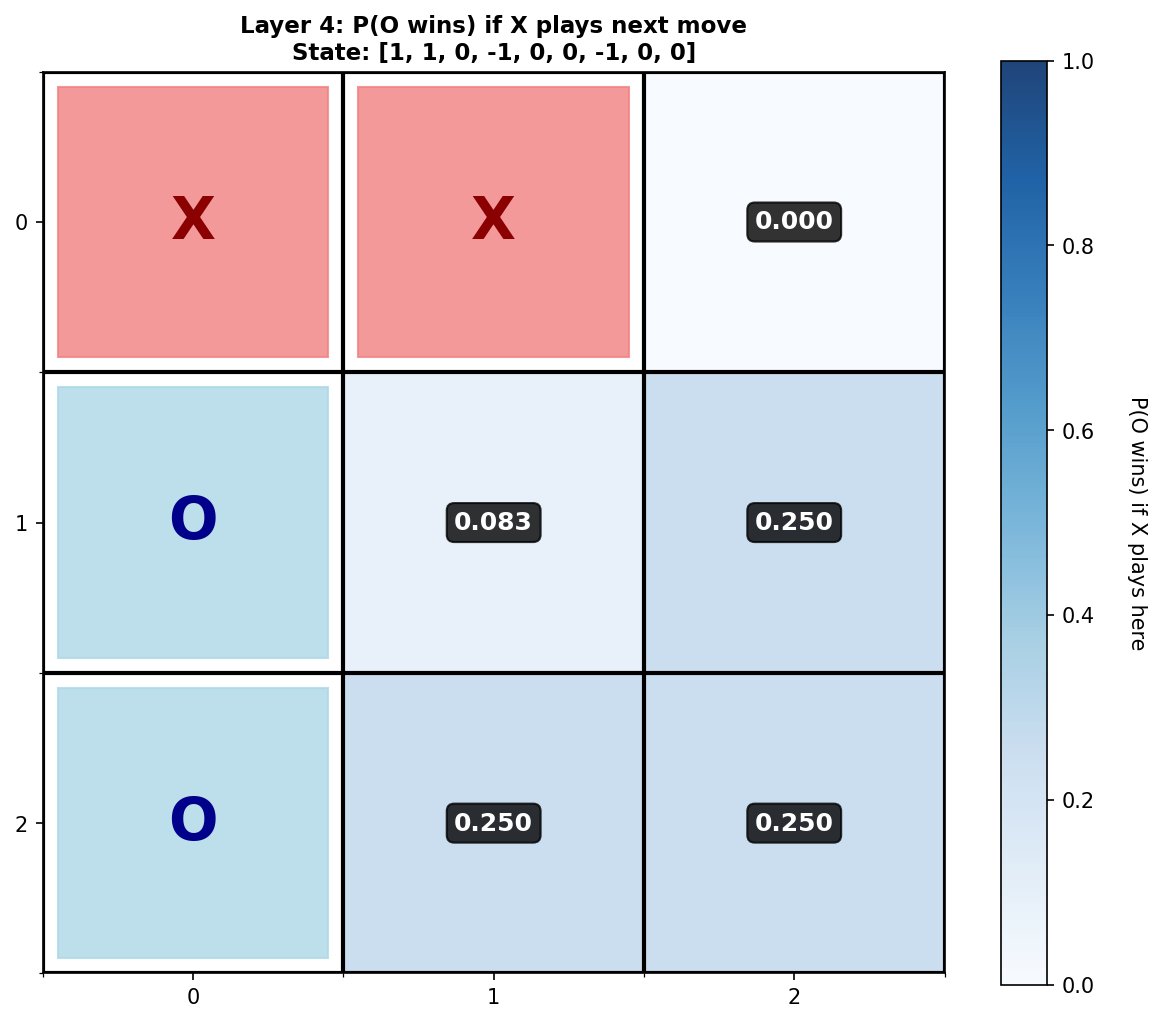 Layer 4: P(O wins) if X plays next move
State: [1, 1, 0, -1, 0, 0, -1, 0, 0]
0
X
X
0.000
1
O
0.083
0.250
2
O
0.250
0.250
0
1
2
1.0
0.8
0.6
0.4
0.2
0.0
P(O wins) if X plays here